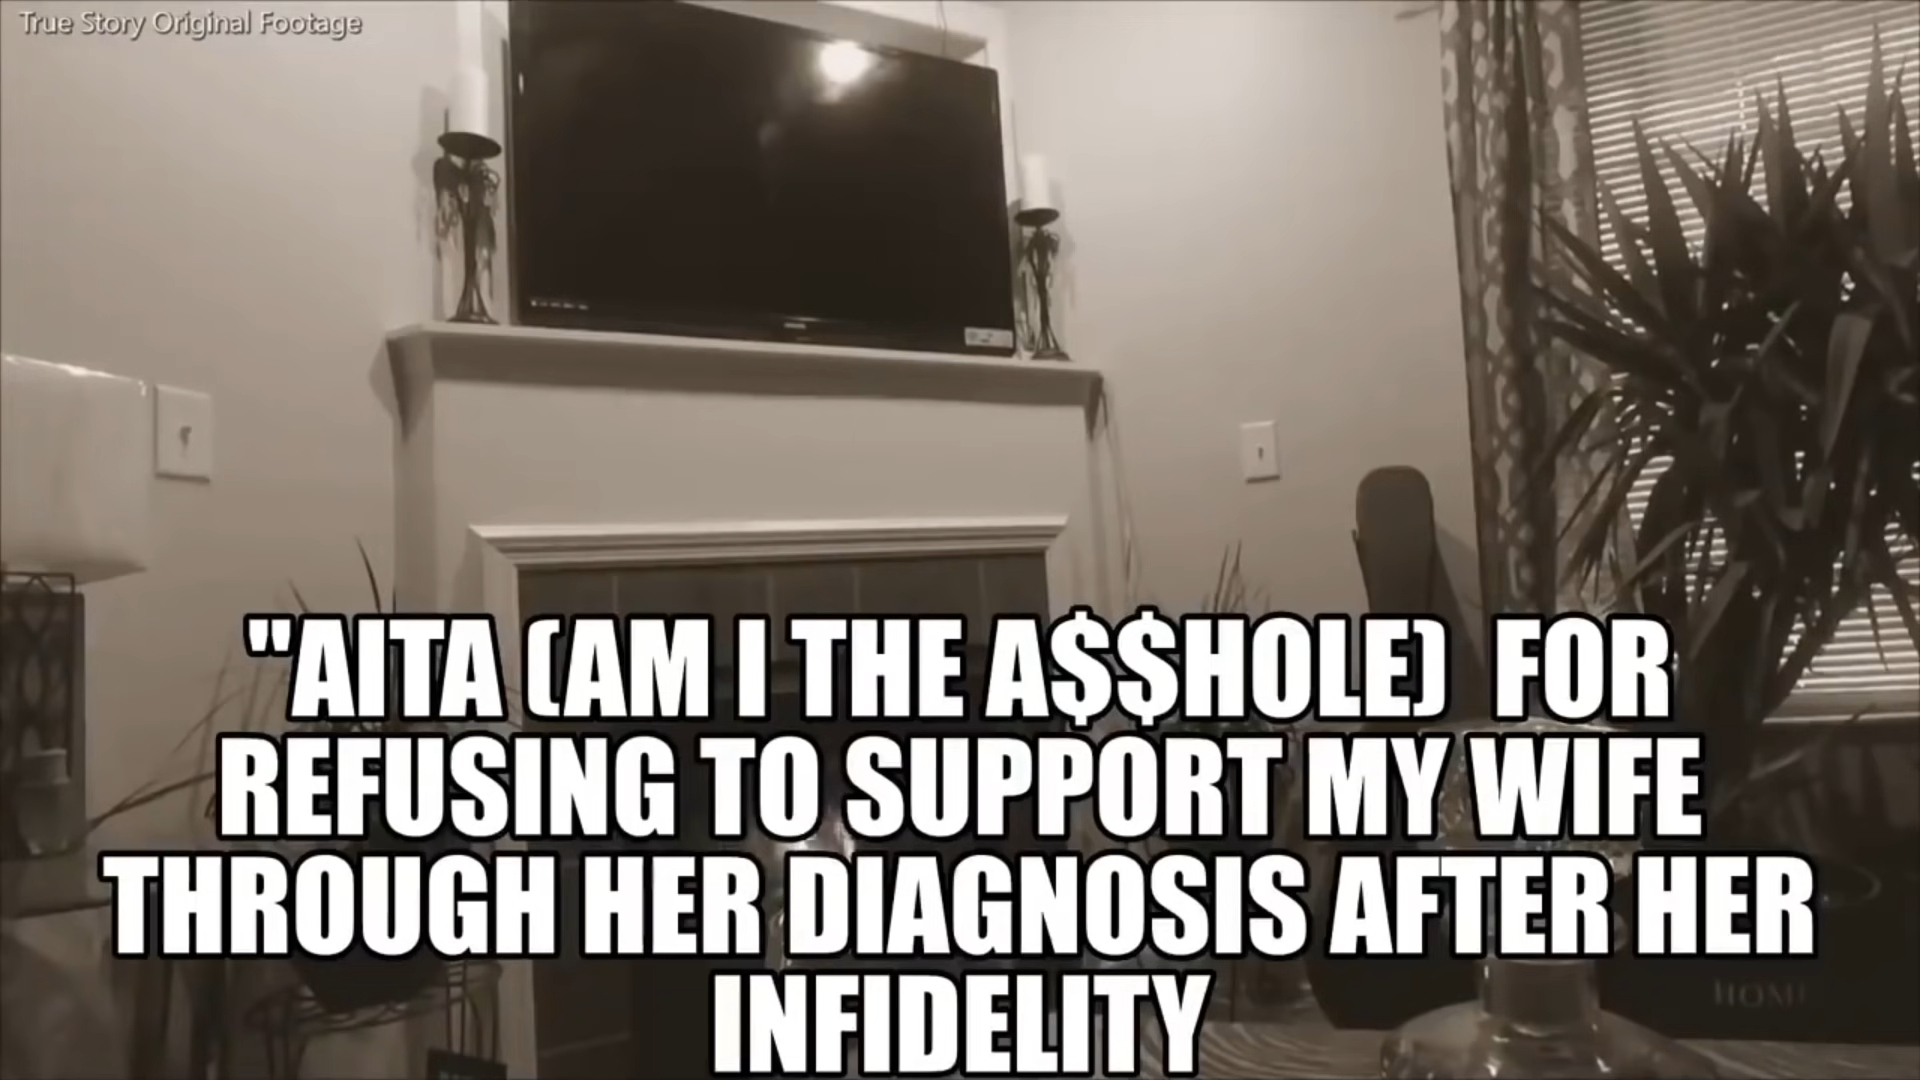 True Story Original Footage
"AITA (AM I THE A$$HOLE) FOR
REFUSING TO SUPPORT MY WIFE
THROUGH HER DIAGNOSIS AFTER HER
INFIDELITY
HOME